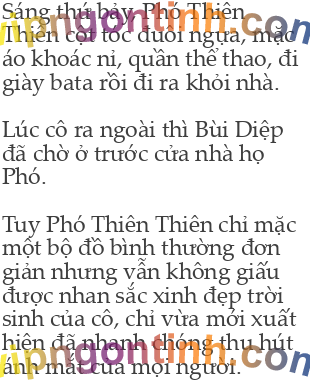 Sáng thứ bảy, Phó Thiên
Thiên cột tóc đuôi ngựa, mặc
áo khoác nỉ, quần thể thao, đi
giày bata rồi đi ra khỏi nhà.
Lúc cô ra ngoài thì Bùi Diệp
đã chờ ở trước cửa nhà họ
Phó.
Tuy Phó Thiên Thiên chỉ mặc
một bộ đồ bình thường đơn
giản nhưng vẫn không giấu
được nhan sắc xinh đẹp trời
sinh của cô, chỉ vừa mới xuất
hiện đã nhanh chóng thu hút
ánh mắt của mọi người.
vipngontinh.com
vipngontinh.com